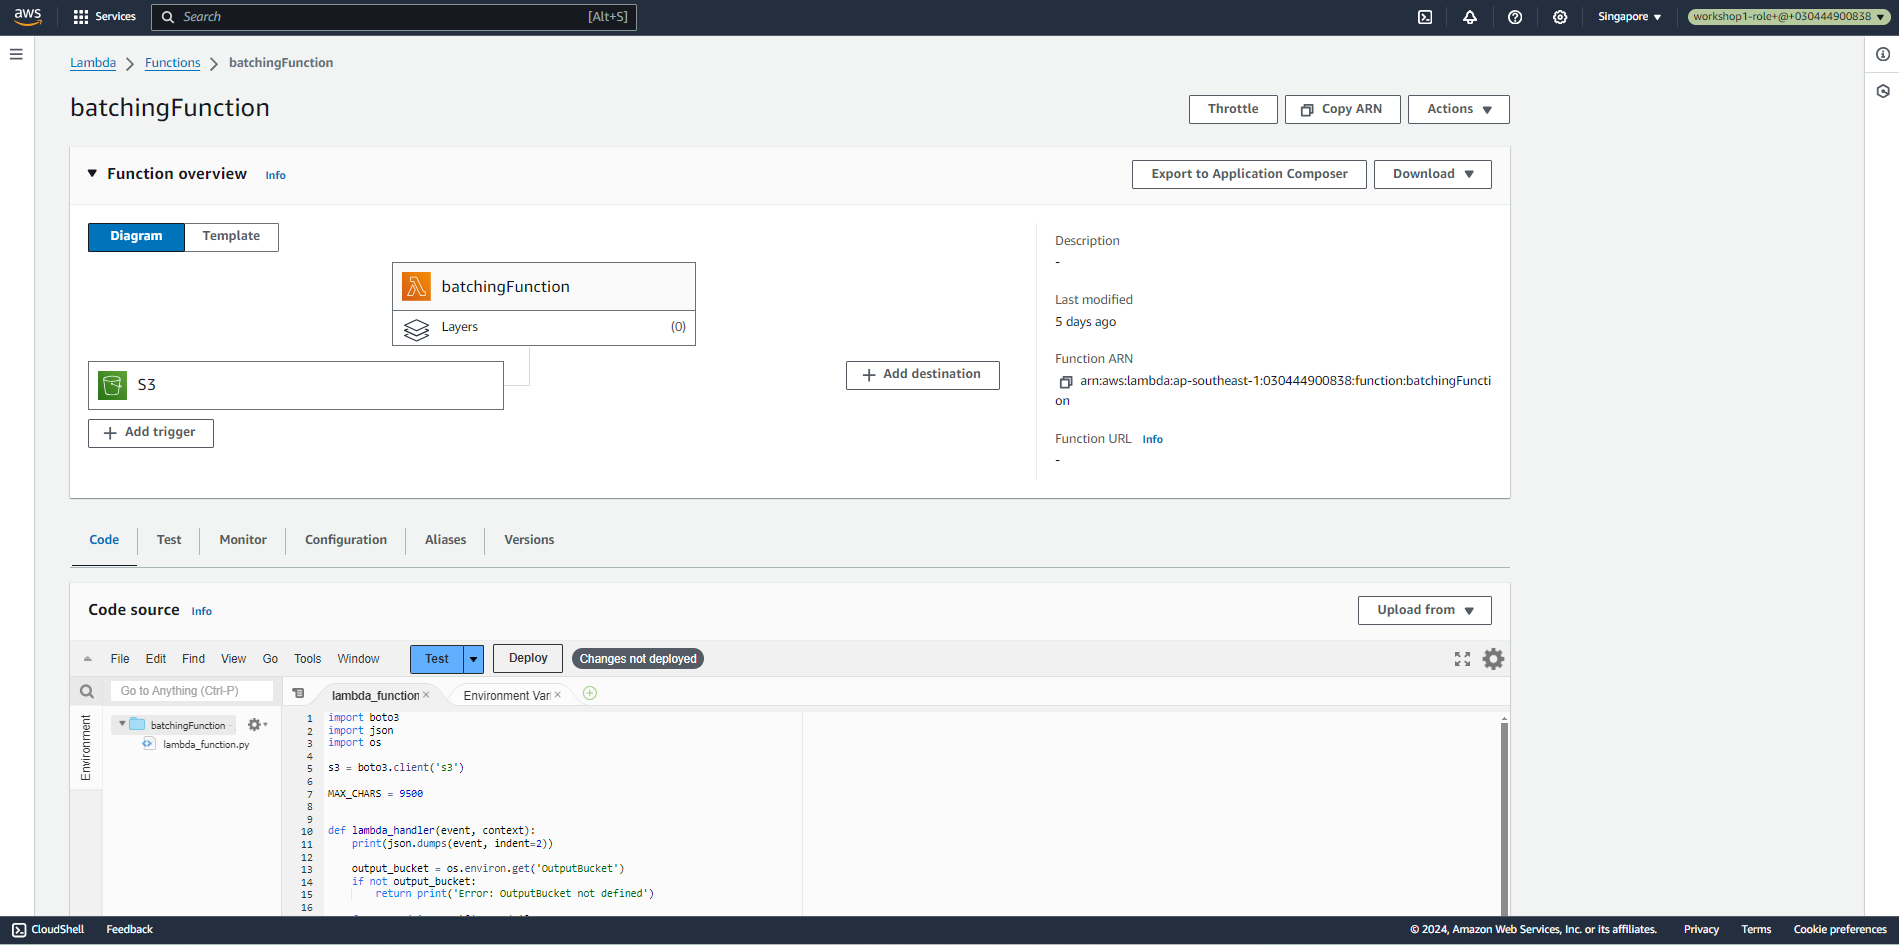 aws Services Search [Alt+S] Singapore workshop1-role+@+030444900838
Lambda Functions batchingFunction
batchingFunction
Throttle Copy ARN Actions
Function overview Info
Export to Application Composer Download
Diagram Template
batchingFunction
Layers (0)
S3
Add trigger
Add destination
Description
-
Last modified
5 days ago
Function ARN
arn:aws:lambda:ap-southeast-1:030444900838:function:batchingFuncti
on
Function URL Info
-
Code Test Monitor Configuration Aliases Versions
Code source Info
Upload from
File Edit Find View Go Tools Window Test Deploy Changes not deployed
Go to Anything (Ctrl-P)
Environment
batchingFunction
lambda_function.py
lambda_function × Environment Var ×
1 import boto3
2 import json
3 import os
4
5 s3 = boto3.client('s3')
6
7 MAX_CHARS = 9500
8
9
10 def lambda_handler(event, context):
11 print(json.dumps(event, indent=2))
12
13 output_bucket = os.environ.get('OutputBucket')
14 if not output_bucket:
15 return print('Error: OutputBucket not defined')
16
CloudShell Feedback
© 2024, Amazon Web Services, Inc. or its affiliates. Privacy Terms Cookie preferences